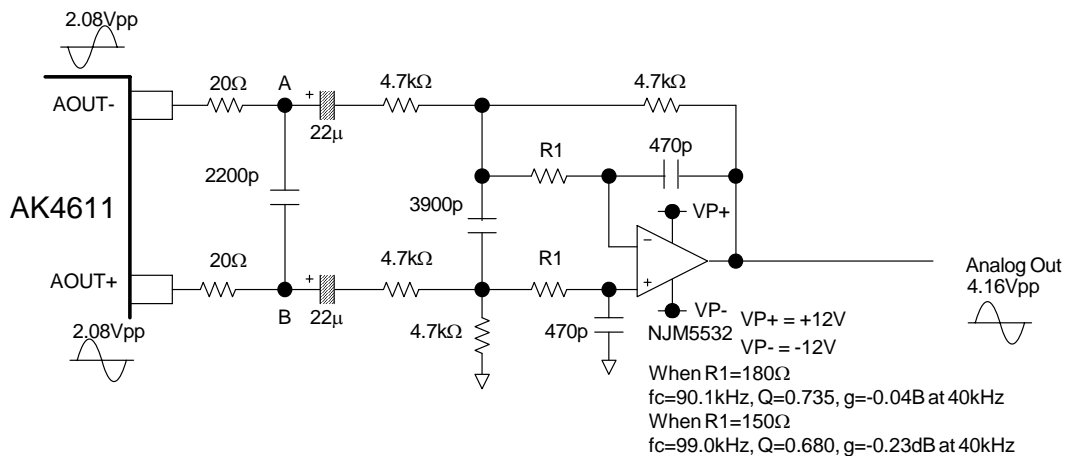 2.08Vpp
AOUT-
20Ω
A
+
22μ
4.7kΩ
4.7kΩ
R1
470p
2200p
AK4611
3900p
VP+
−
+
AOUT+
20Ω
B
+
22μ
4.7kΩ
R1
4.7kΩ
470p
VP-
NJM5532
2.08Vpp
Analog Out
4.16Vpp
VP+ = +12V
VP- = -12V
When R1=180Ω
fc=90.1kHz, Q=0.735, g=-0.04B at 40kHz
When R1=150Ω
fc=99.0kHz, Q=0.680, g=-0.23dB at 40kHz